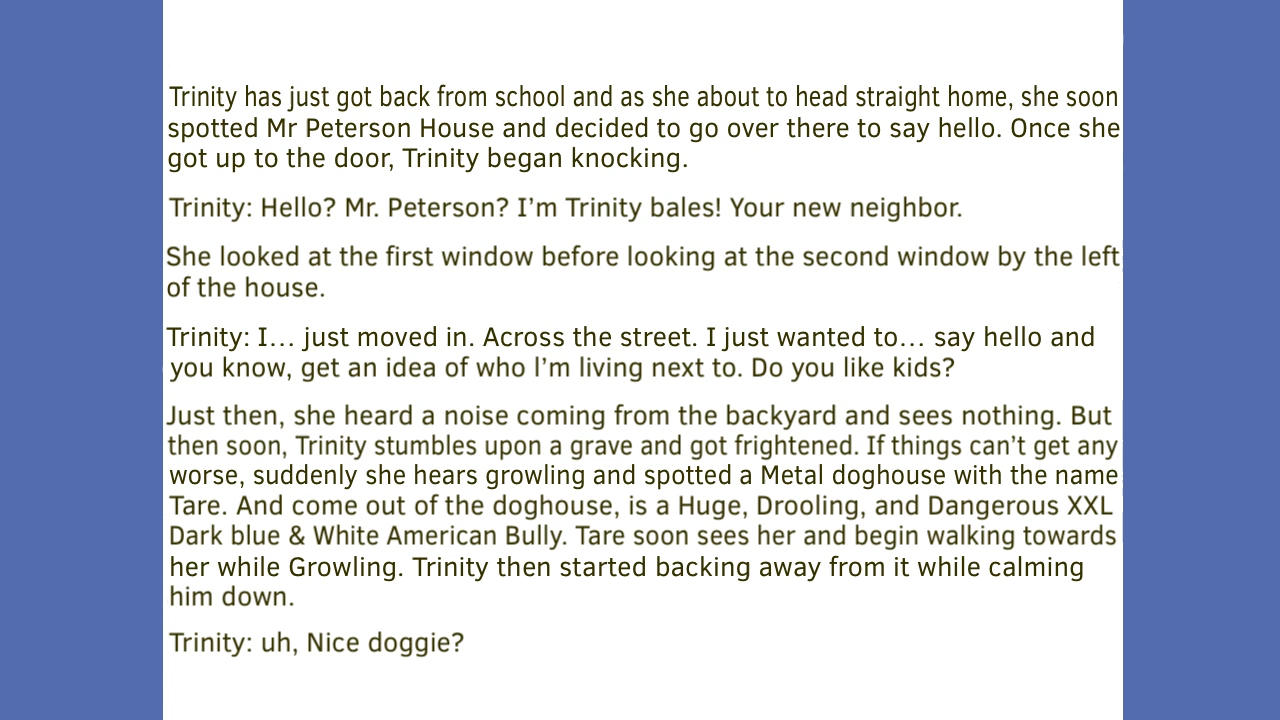 Trinity has just got back from school and as she about to head straight home, she soon
spotted Mr Peterson House and decided to go over there to say hello. Once she
got up to the door, Trinity began knocking.
Trinity: Hello? Mr. Peterson? I’m Trinity bales! Your new neighbor.
She looked at the first window before looking at the second window by the left
of the house.
Trinity: I… just moved in. Across the street. I just wanted to… say hello and
you know, get an idea of who l’m living next to. Do you like kids?
Just then, she heard a noise coming from the backyard and sees nothing. But
then soon, Trinity stumbles upon a grave and got frightened. If things can’t get any
worse, suddenly she hears growling and spotted a Metal doghouse with the name
Tare. And come out of the doghouse, is a Huge, Drooling, and Dangerous XXL
Dark blue & White American Bully. Tare soon sees her and begin walking towards
her while Growling. Trinity then started backing away from it while calming
him down.
Trinity: uh, Nice doggie?